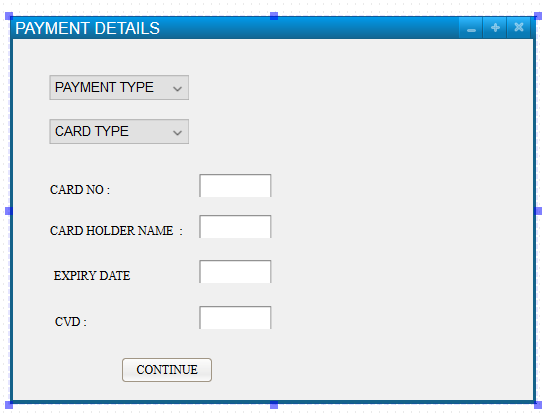 PAYMENT DETAILS
PAYMENT TYPE
CARD TYPE
CARD NO :
CARD HOLDER NAME :
EXPIRY DATE
CVD :
CONTINUE